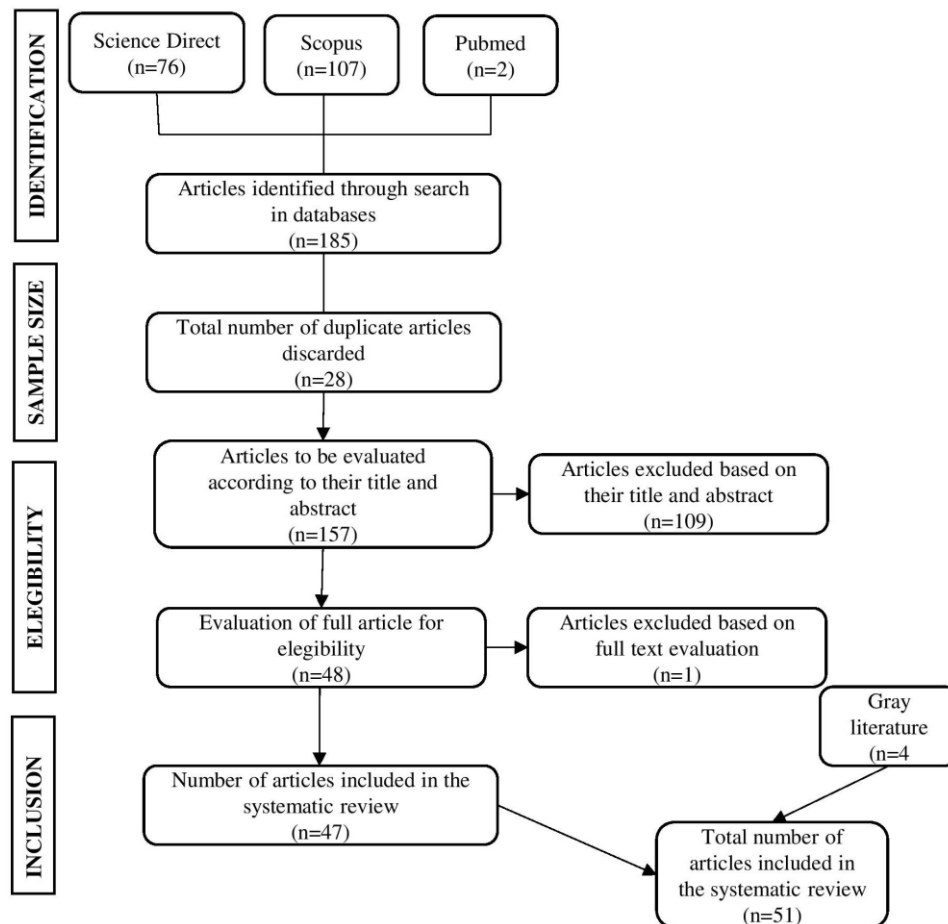 IDENTIFICATION
Science Direct
(n=76)
Scopus
(n=107)
Pubmed
(n=2)
Articles identified through search
in databases
(n=185)
SAMPLE SIZE
Total number of duplicate articles
discarded
(n=28)
ELEGIBILITY
Articles to be evaluated
according to their title and
abstract
(n=157)
Articles excluded based on
their title and abstract
(n=109)
Evaluation of full article for
elegibility
(n=48)
Articles excluded based on
full text evaluation
(n=1)
Gray
literature
(n=4
INCLUSION
Number of articles included in the
systematic review
(n=47)
Total number of
articles included in
the systematic review
(n=51)